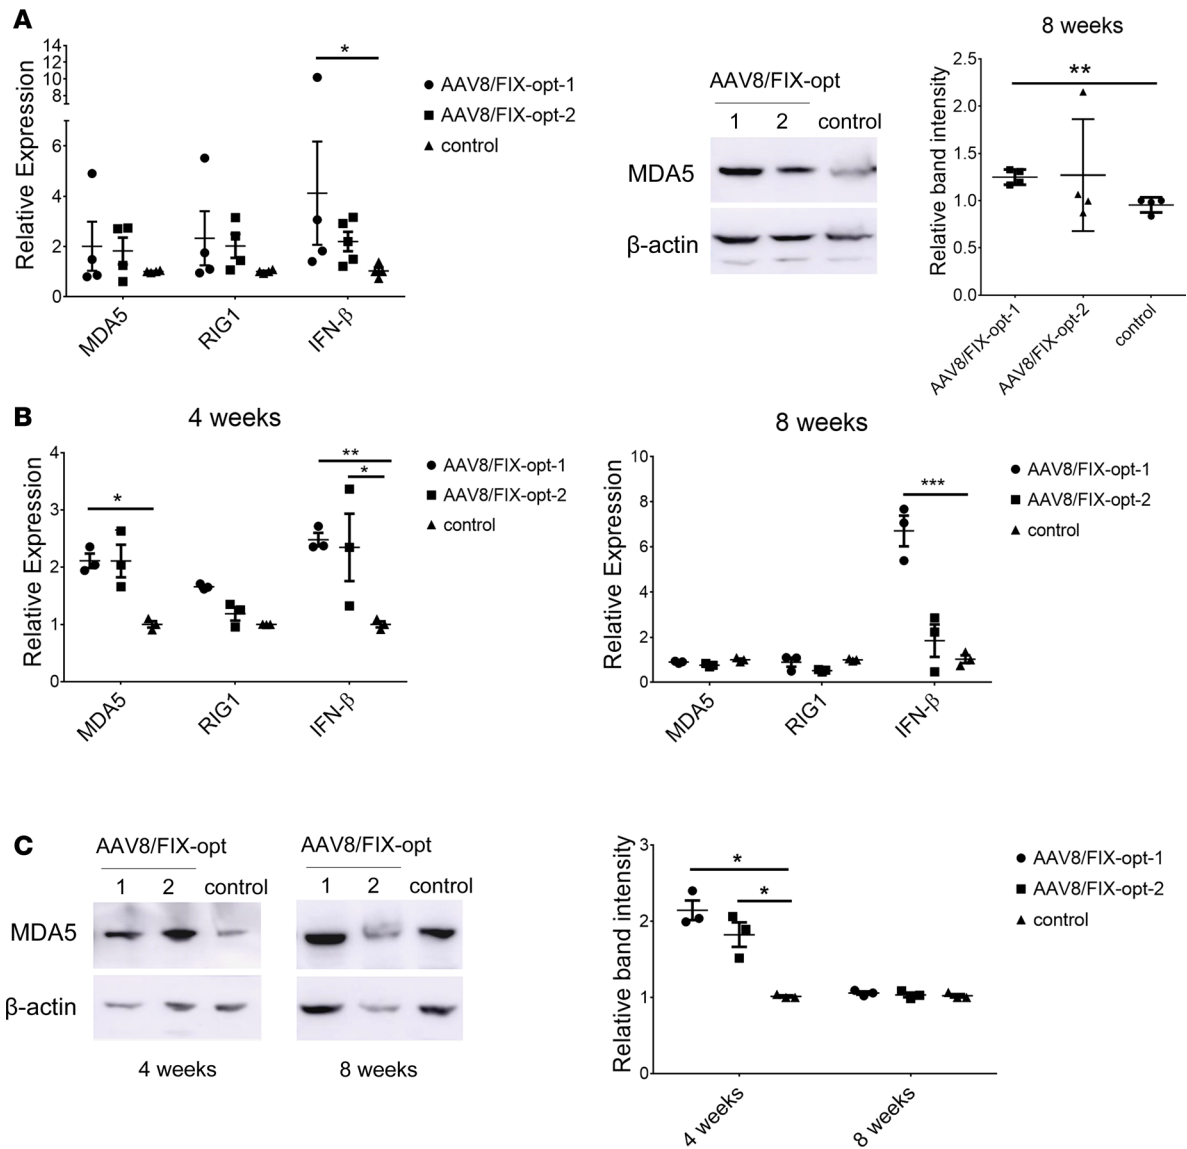 A
Relative Expression
14
12
10
8
6
4
2
0
*
MDA5
RIG1
IFN-β
AAV8/FIX-opt-1
AAV8/FIX-opt-2
control
AAV8/FIX-opt
1 2 control
MDA5
β-actin
8 weeks
Relative band intensity
2.5
2.0
1.5
1.0
0.5
0.0
**
AAV8/FIX-opt-1
AAV8/FIX-opt-2
control
B
4 weeks
Relative Expression
4
3
2
1
0
*
**
*
MDA5
RIG1
IFN-β
AAV8/FIX-opt-1
AAV8/FIX-opt-2
control
8 weeks
Relative Expression
10
8
6
4
2
0
***
MDA5
RIG1
IFN-β
AAV8/FIX-opt-1
AAV8/FIX-opt-2
control
C
AAV8/FIX-opt
1 2 control
MDA5
β-actin
4 weeks
AAV8/FIX-opt
1 2 control
8 weeks
Relative band intensity
3
2
1
0
*
*
4 weeks
8 weeks
AAV8/FIX-opt-1
AAV8/FIX-opt-2
control